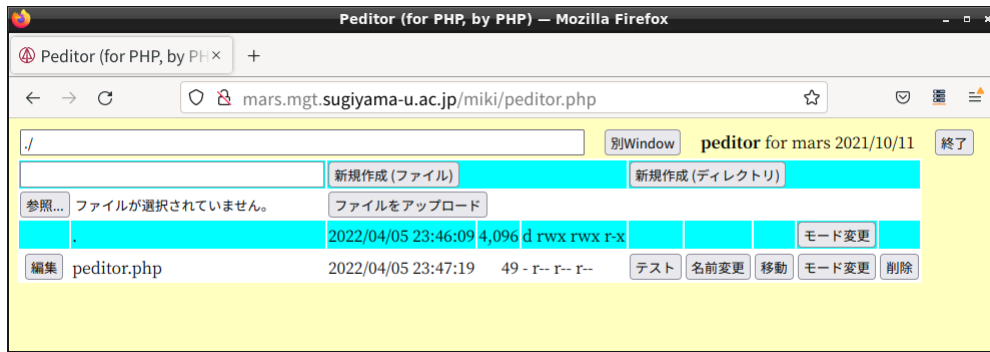 Peditor (for PHP, by PHP) — Mozilla Firefox
Peditor (for PHP, by PH
mars.mgt.sugiyama-u.ac.jp/miki/peditor.php
./ 別Window peditor for mars 2021/10/11 終了
新規作成 (ファイル) 新規作成 (ディレクトリ)
参照... ファイルが選択されていません。 ファイルをアップロード
. 2022/04/05 23:46:09 4,096 d rwx rwx r-x モード変更
編集 peditor.php 2022/04/05 23:47:19 49 - r-- r-- r-- テスト 名前変更 移動 モード変更 削除